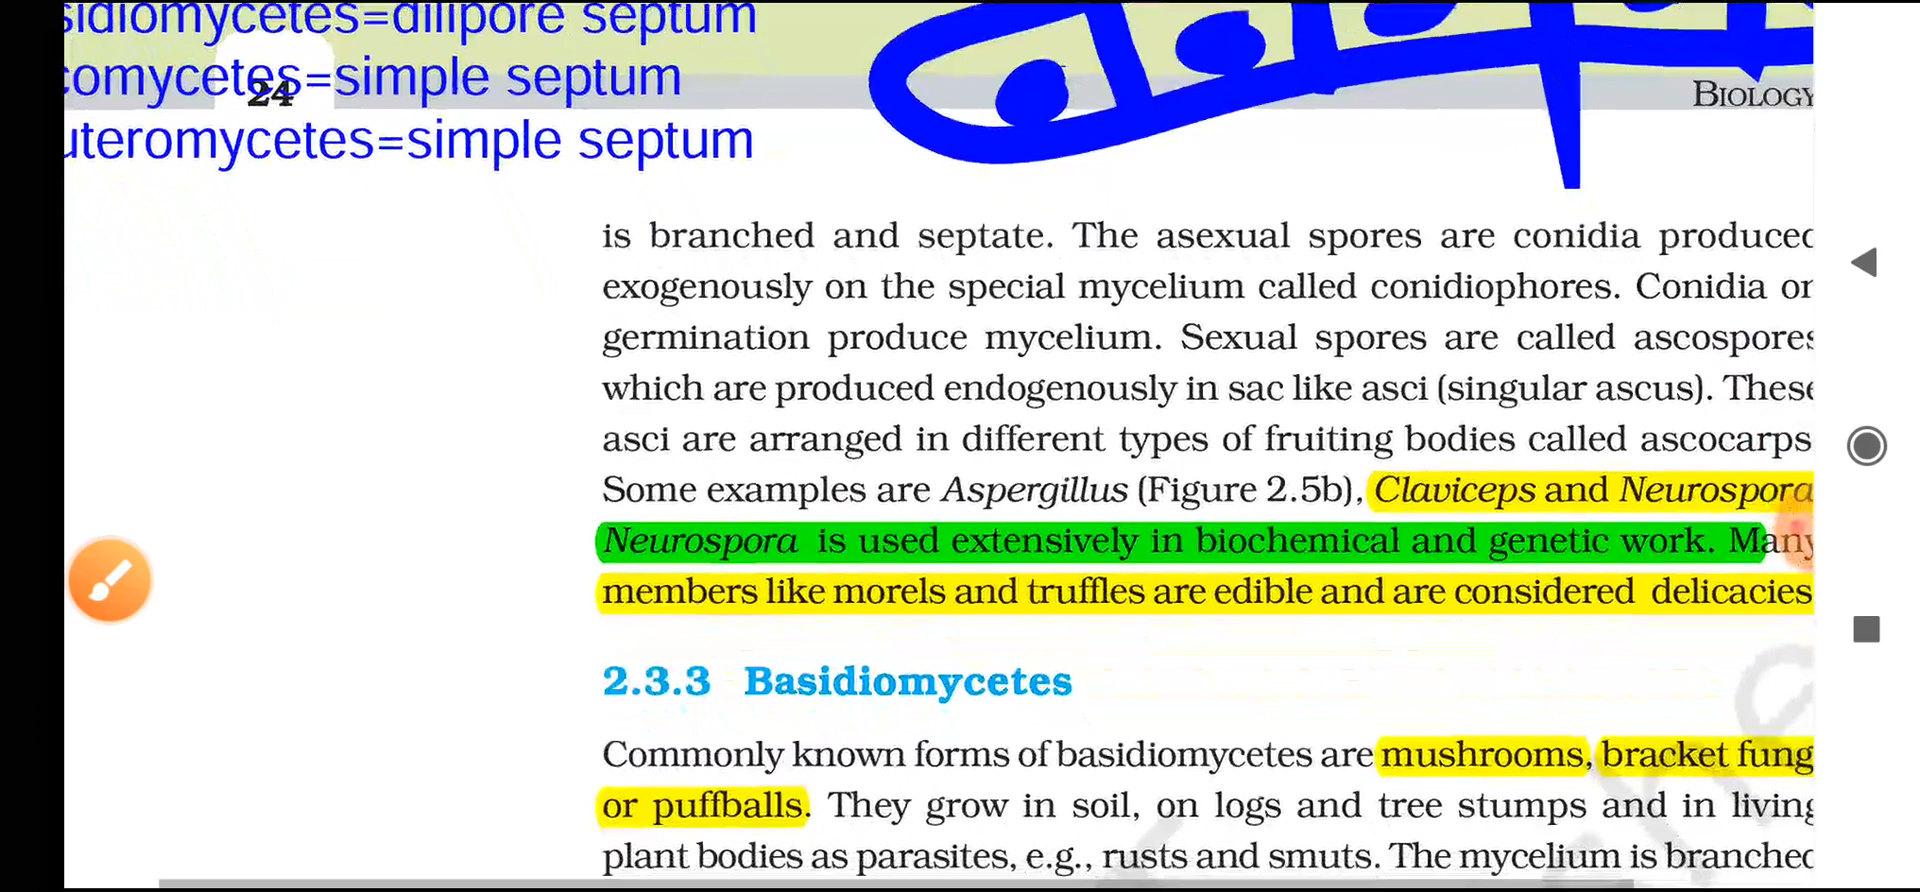 sidiomycetes=dillipore septum
comycetes=simple septum
24
BIOLOGY
uteromycetes=simple septum
is branched and septate. The asexual spores are conidia produced
exogenously on the special mycelium called conidiophores. Conidia on
germination produce mycelium. Sexual spores are called ascospores
which are produced endogenously in sac like asci (singular ascus). These
asci are arranged in different types of fruiting bodies called ascocarps
Some examples are Aspergillus (Figure 2.5b), Claviceps and Neurospora
Neurospora is used extensively in biochemical and genetic work. Many
members like morels and truffles are edible and are considered delicacies
2.3.3 Basidiomycetes
Commonly known forms of basidiomycetes are mushrooms, bracket fung
or puffballs. They grow in soil, on logs and tree stumps and in living
plant bodies as parasites, e.g., rusts and smuts. The mycelium is branched